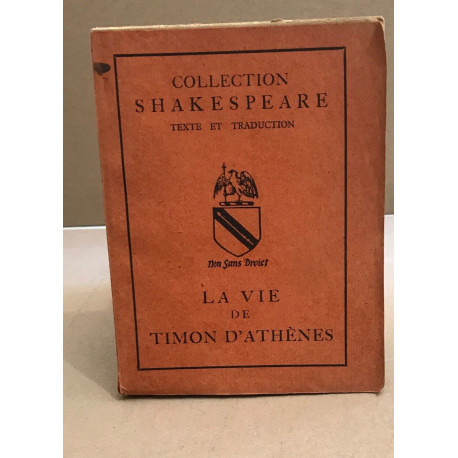 COLLECTION
SHAKESPEARE
TEXTE ET TRADUCTION
Non Sans Droict
LA VIE
DE
TIMON D'ATHÈNES